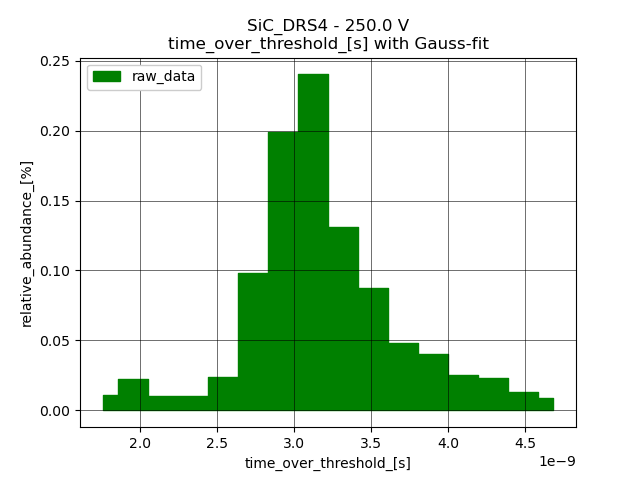 SiC_DRS4 - 250.0 V
time_over_threshold_[s] with Gauss-fit
raw_data
relative_abundance_[%]
0.25
0.20
0.15
0.10
0.05
0.00
2.0 2.5 3.0 3.5 4.0 4.5
1e−9
time_over_threshold_[s]